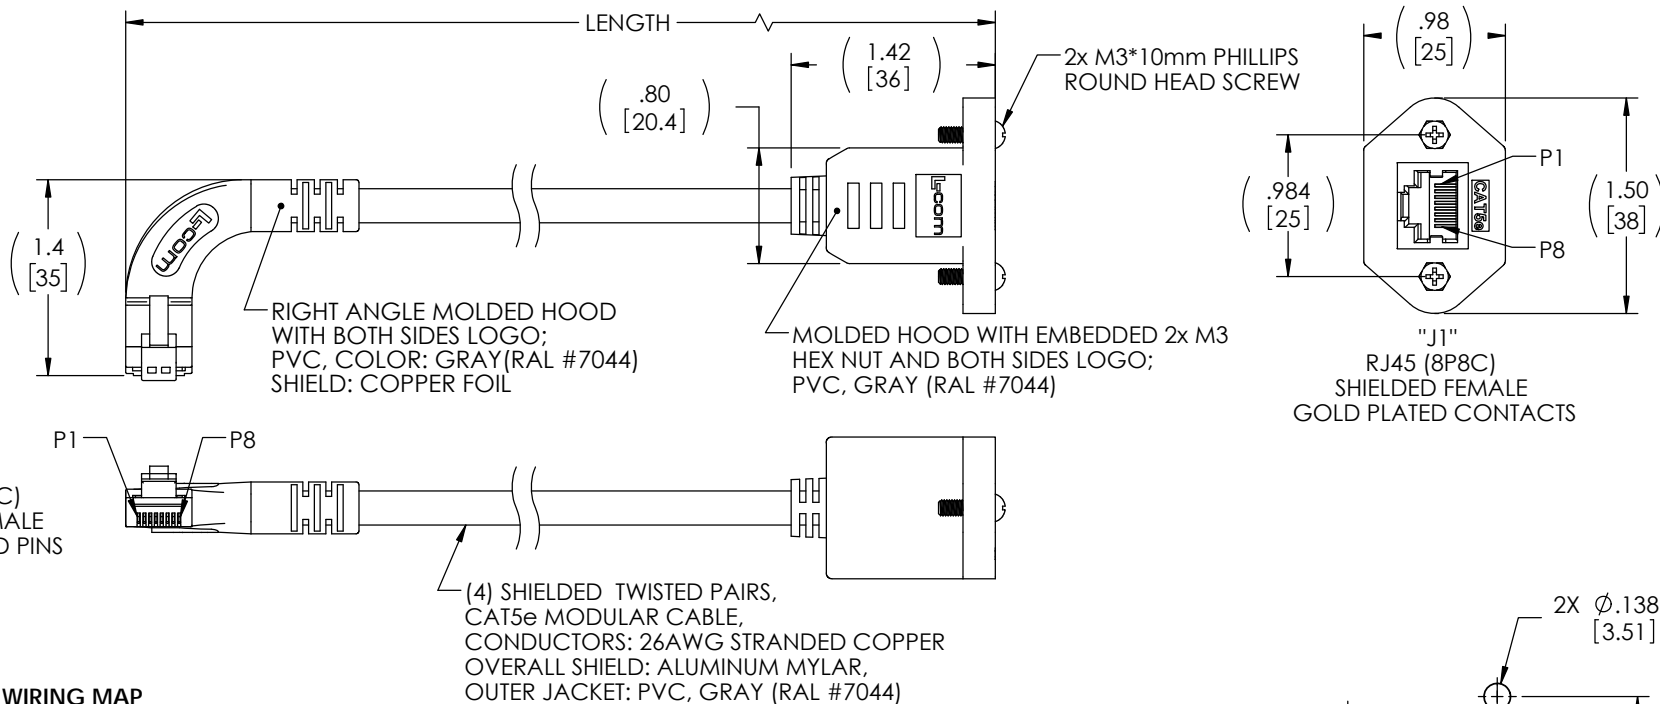 LENGTH
1.42
[36]
2x M3*10mm PHILLIPS
ROUND HEAD SCREW
.98
[25]
.80
[20.4]
L-com
L-com
1.4
[35]
RIGHT ANGLE MOLDED HOOD
WITH BOTH SIDES LOGO;
PVC, COLOR: GRAY(RAL #7044)
SHIELD: COPPER FOIL
MOLDED HOOD WITH EMBEDDED 2x M3
HEX NUT AND BOTH SIDES LOGO;
PVC, GRAY (RAL #7044)
P1
CAT5e
P8
.984
[25]
1.50
[38]
"J1"
RJ45 (8P8C)
SHIELDED FEMALE
GOLD PLATED CONTACTS
P1
P8
C)
MALE
D PINS
(4) SHIELDED TWISTED PAIRS,
CAT5e MODULAR CABLE,
CONDUCTORS: 26AWG STRANDED COPPER
OVERALL SHIELD: ALUMINUM MYLAR,
OUTER JACKET: PVC, GRAY (RAL #7044)
2X Ø.138
[3.51]
WIRING MAP